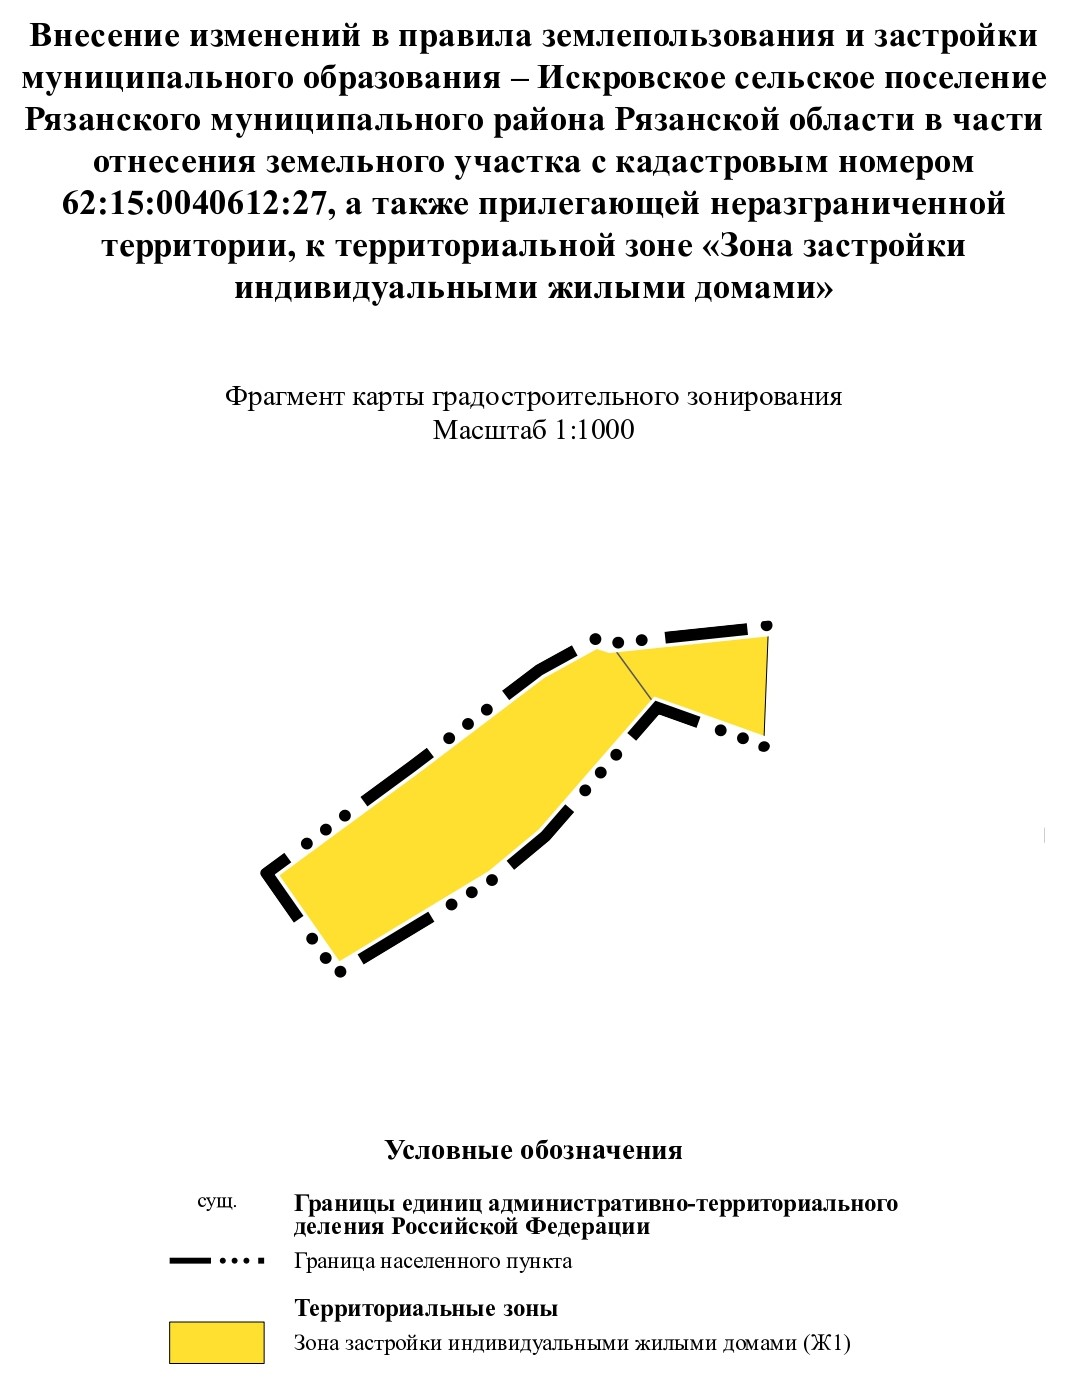 Внесение изменений в правила землепользования и застройки
муниципального образования – Искровское сельское поселение
Рязанского муниципального района Рязанской области в части
отнесения земельного участка с кадастровым номером
62:15:0040612:27, а также прилегающей неразграниченной
территории, к территориальной зоне «Зона застройки
индивидуальными жилыми домами»
Фрагмент карты градостроительного зонирования
Масштаб 1:1000
Условные обозначения
сущ.
Границы единиц административно-территориального
деления Российской Федерации
Граница населенного пункта
Территориальные зоны
Зона застройки индивидуальными жилыми домами (Ж1)